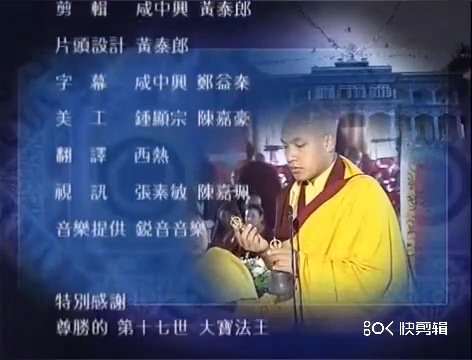 剪 輯 咸中興 黃泰郎
片頭設計 黃泰郎
字 幕 咸中興 鄭益秦
美 工 鍾顯宗 陳嘉豪
翻 譯 西熱
視 訊 張素敏 陳嘉珮
音樂提供 銳音音樂
特別感謝
尊勝的 第十七世 大寶法王
快剪辑